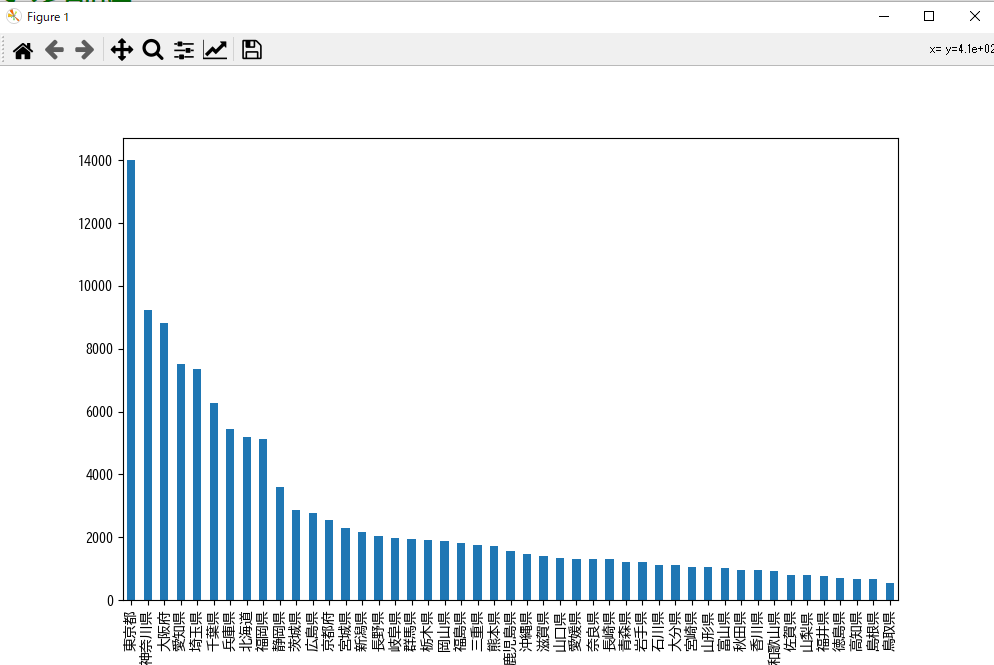 Figure 1
x= y=4.1e+02
14000
12000
10000
8000
6000
4000
2000
0
東京都
神奈川県
大阪府
愛知県
埼玉県
千葉県
兵庫県
北海道
福岡県
静岡県
茨城県
広島県
京都府
宮城県
新潟県
長野県
岐阜県
群馬県
栃木県
岡山県
福島県
三重県
熊本県
鹿児島県
沖縄県
滋賀県
山口県
愛媛県
奈良県
長崎県
青森県
岩手県
石川県
大分県
宮崎県
山形県
富山県
秋田県
香川県
和歌山県
佐賀県
山梨県
福井県
徳島県
高知県
島根県
鳥取県